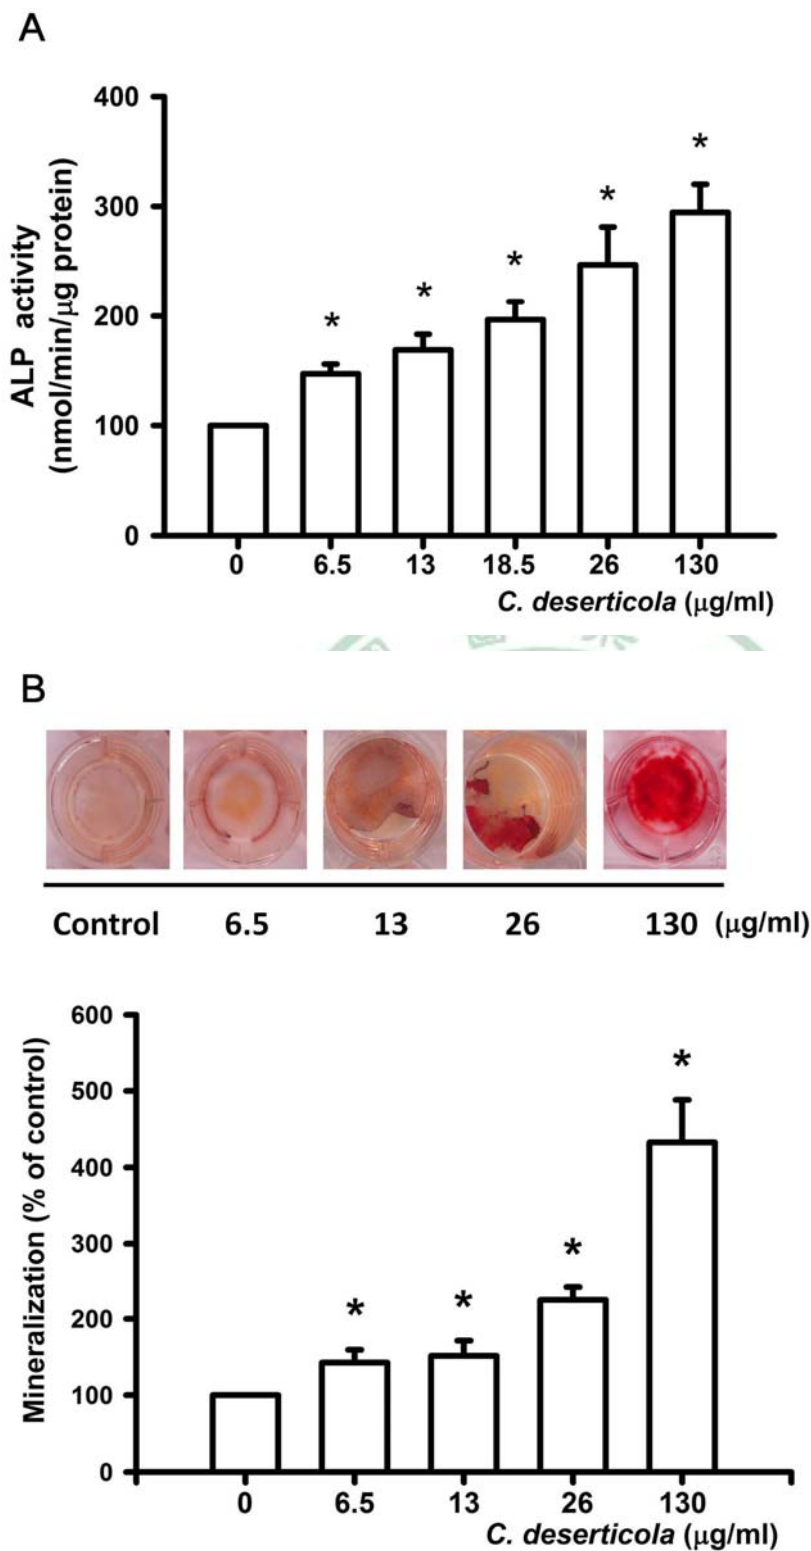 A
400
300
200
100
0
ALP activity
(nmol/min/μg protein)
* * * * *
0 6.5 13 18.5 26 130
C. deserticola (μg/ml)
B
Control 6.5 13 26 130 (μg/ml)
600
500
400
300
200
100
0
Mineralization (% of control)
* * * *
0 6.5 13 26 130
C. deserticola (μg/ml)